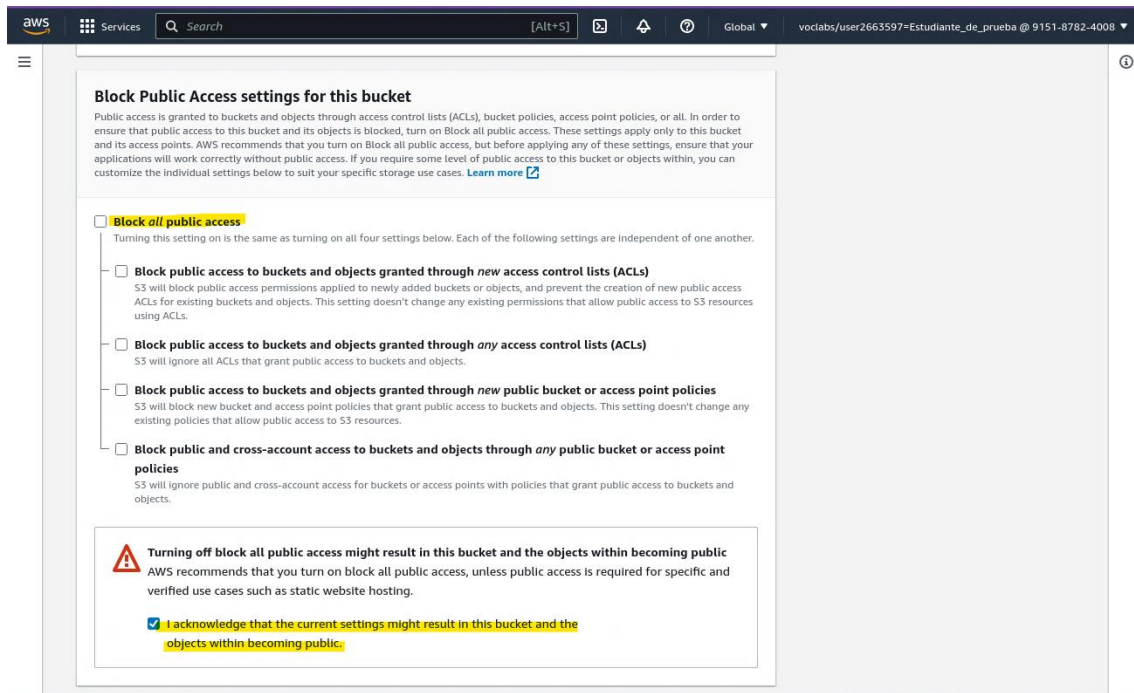 aws
Services
Search
[Alt+S]
Global
voclabs/user2663597=Estudiante_de_prueba @ 9151-8782-4008
Block Public Access settings for this bucket
Public access is granted to buckets and objects through access control lists (ACLs), bucket policies, access point policies, or all. In order to
ensure that public access to this bucket and its objects is blocked, turn on Block all public access. These settings apply only to this bucket
and its access points. AWS recommends that you turn on Block all public access, but before applying any of these settings, ensure that your
applications will work correctly without public access. If you require some level of public access to this bucket or objects within, you can
customize the individual settings below to suit your specific storage use cases. Learn more
Block all public access
Turning this setting on is the same as turning on all four settings below. Each of the following settings are independent of one another.
Block public access to buckets and objects granted through new access control lists (ACLs)
S3 will block public access permissions applied to newly added buckets or objects, and prevent the creation of new public access
ACLs for existing buckets and objects. This setting doesn't change any existing permissions that allow public access to S3 resources
using ACLs.
Block public access to buckets and objects granted through any access control lists (ACLs)
S3 will ignore all ACLs that grant public access to buckets and objects.
Block public access to buckets and objects granted through new public bucket or access point policies
S3 will block new bucket and access point policies that grant public access to buckets and objects. This setting doesn't change any
existing policies that allow public access to S3 resources.
Block public and cross-account access to buckets and objects through any public bucket or access point
policies
S3 will ignore public and cross-account access for buckets or access points with policies that grant public access to buckets and
objects.
Turning off block all public access might result in this bucket and the objects within becoming public
AWS recommends that you turn on block all public access, unless public access is required for specific and
verified use cases such as static website hosting.
I acknowledge that the current settings might result in this bucket and the
objects within becoming public.